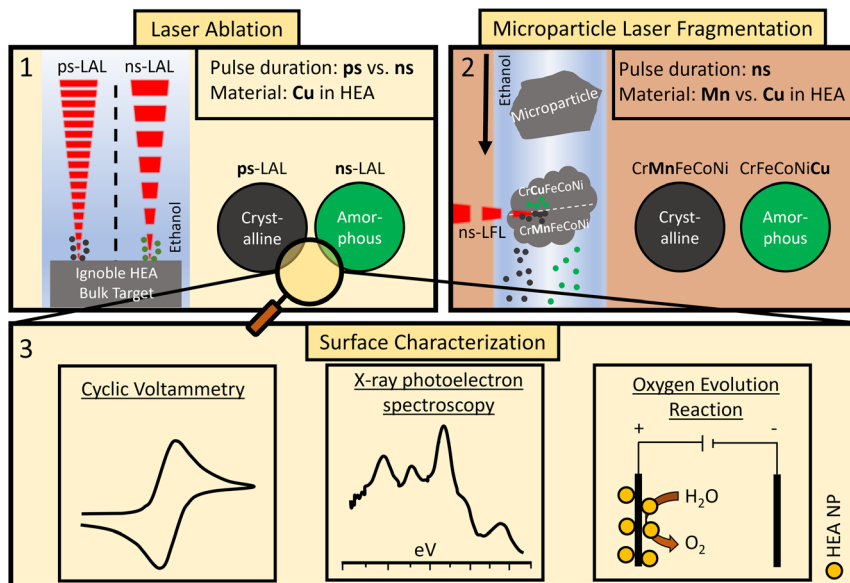 Laser Ablation
1
ps-LAL
ns-LAL
Pulse duration: ps vs. ns
Material: Cu in HEA
Ethanol
Ignoble HEA
Bulk Target
ps-LAL
ns-LAL
Cryst-
alline
Amor-
phous
Microparticle Laser Fragmentation
2
Ethanol
Microparticle
Pulse duration: ns
Material: Mn vs. Cu in HEA
CrCuFeCoNi
CrMnFeCoNi
ns-LFL
CrMnFeCoNi
CrFeCoNiCu
Cryst-
alline
Amor-
phous
3
Surface Characterization
Cyclic Voltammetry
X-ray photoelectron
spectroscopy
eV
Oxygen Evolution
Reaction
+
-
H₂O
O₂
HEA NP